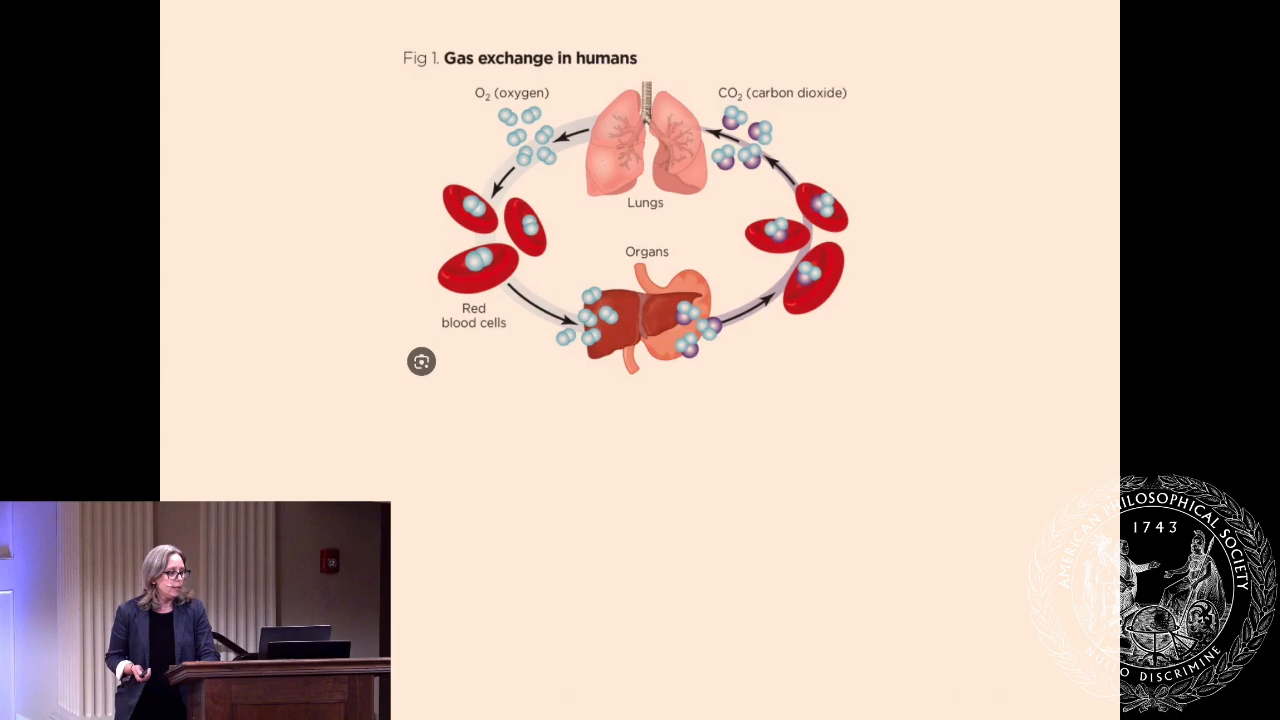 Fig 1. Gas exchange in humans
O₂ (oxygen)
CO₂ (carbon dioxide)
Lungs
Organs
Red
blood cells
AMERICAN PHILOSOPHICAL SOCIETY
1743
NULLO DISCRIMINE